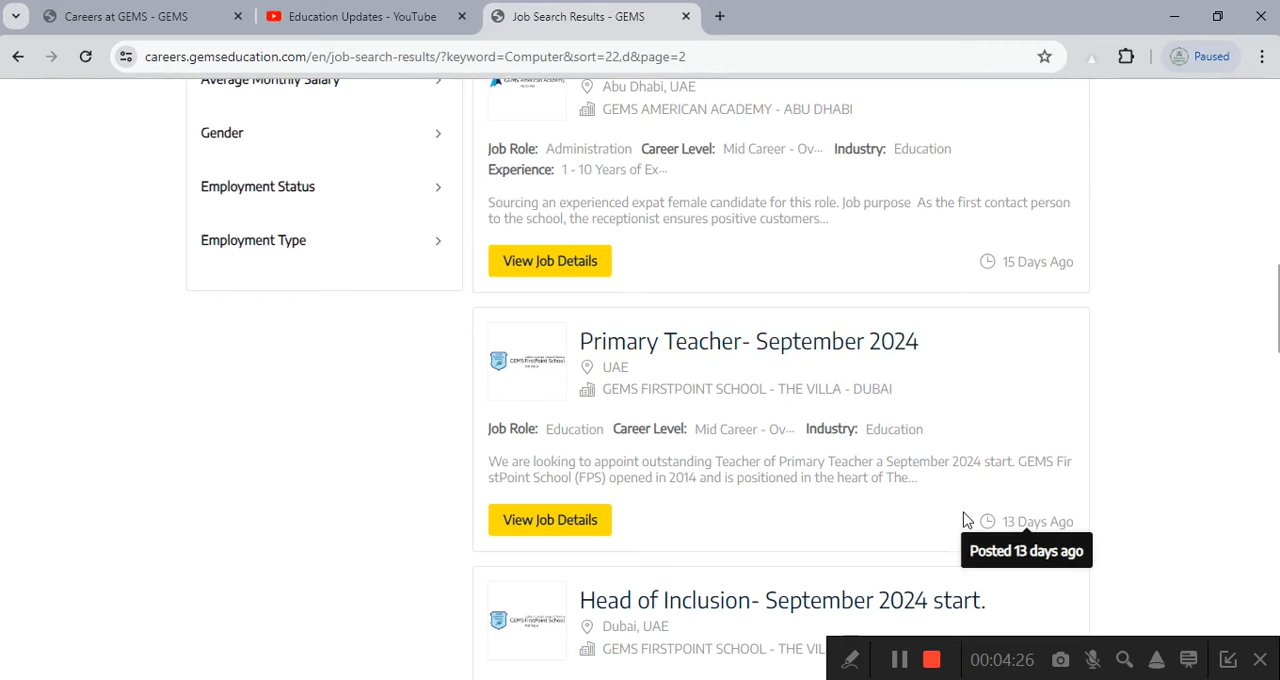 Careers at GEMS - GEMS
Education Updates - YouTube
Job Search Results - GEMS
careers.gemseducation.com/en/job-search-results/?keyword=Computer&sort=22,d&page=2
Paused
Average Monthly Salary
Gender
Employment Status
Employment Type
Abu Dhabi, UAE
GEMS AMERICAN ACADEMY - ABU DHABI
Job Role: Administration Career Level: Mid Career - Ov... Industry: Education
Experience: 1 - 10 Years of Ex...
Sourcing an experienced expat female candidate for this role. Job purpose As the first contact person
to the school, the receptionist ensures positive customers...
View Job Details
15 Days Ago
Primary Teacher- September 2024
UAE
GEMS FirstPoint School
GEMS FIRSTPOINT SCHOOL - THE VILLA - DUBAI
Job Role: Education Career Level: Mid Career - Ov... Industry: Education
We are looking to appoint outstanding Teacher of Primary Teacher a September 2024 start. GEMS Fir
stPoint School (FPS) opened in 2014 and is positioned in the heart of The...
View Job Details
13 Days Ago
Posted 13 days ago
Head of Inclusion- September 2024 start.
Dubai, UAE
GEMS FirstPoint School
GEMS FIRSTPOINT SCHOOL - THE VIL
00:04:26